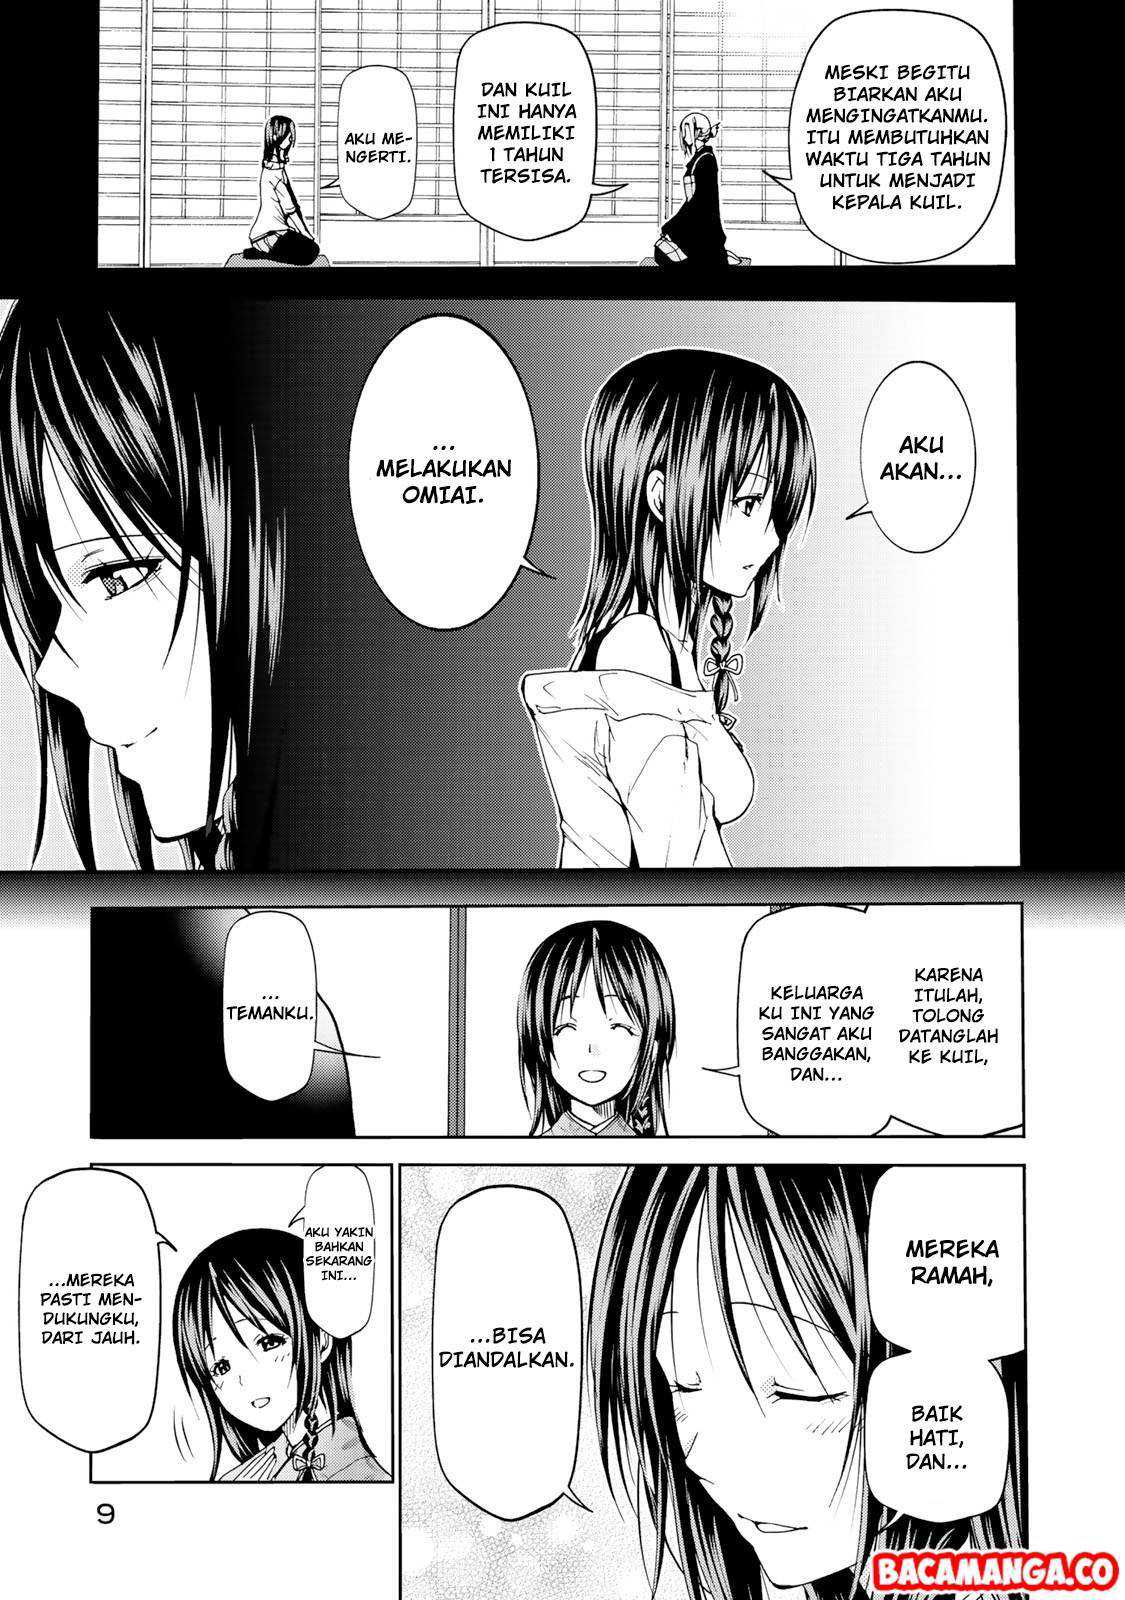 MESKI BEGITU
BIARKAN AKU
MENGINGATKANMU.
ITU MEMBUTUHKAN
WAKTU TIGA TAHUN
UNTUK MENJADI
KEPALA KUIL.
DAN KUIL
INI HANYA
MEMILIKI
1 TAHUN
TERSISA.
AKU ME-
NGERTI.
AKU
AKAN...
...
MELAKUKAN
OMIAI.
KARENA
ITULAH,
TOLONG
DATANGLAH
KE KUIL,
KELUARGA
KU INI YANG
SANGAT AKU
BANGGAKAN,
DAN...
...
TEMANKU.
MEREKA
RAMAH,
BAIK
HATI,
DAN...
...BISA
DIANDALKAN.
AKU YAKIN
BAHKAN
SEKARANG
INI...
...MEREKA
PASTI MEN-
DUKUNGKU,
DARI JAUH.
9
BACAMANGA.CO